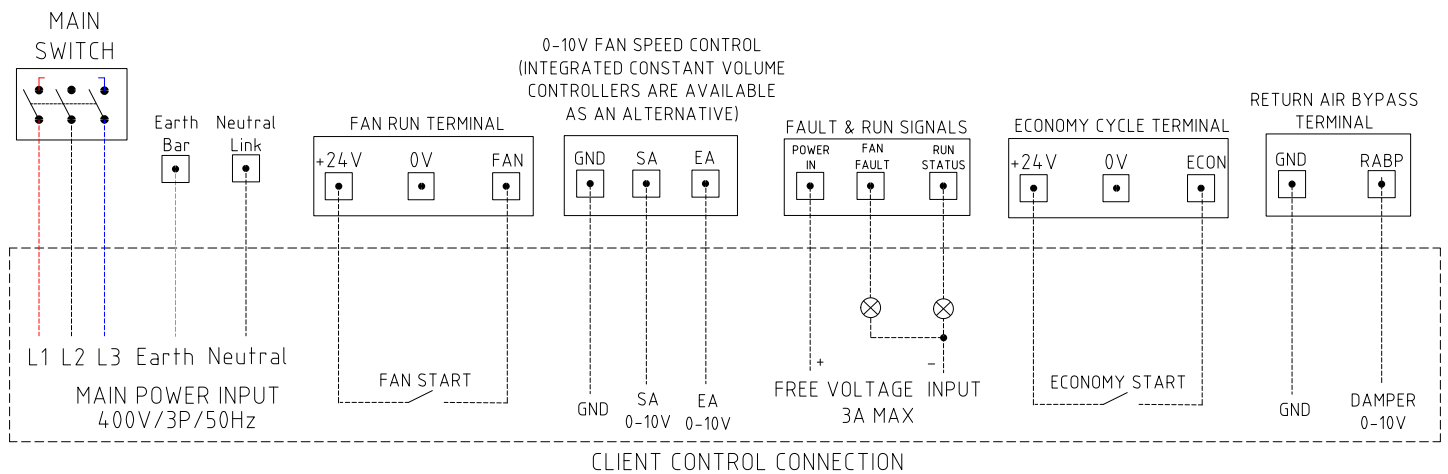 MAIN
SWITCH
Earth
Bar
Neutral
Link
FAN RUN TERMINAL
+24V
0V
FAN
0-10V FAN SPEED CONTROL
(INTEGRATED CONSTANT VOLUME
CONTROLLERS ARE AVAILABLE
AS AN ALTERNATIVE)
GND
SA
EA
FAULT & RUN SIGNALS
POWER
IN
FAN
FAULT
RUN
STATUS
ECONOMY CYCLE TERMINAL
+24V
0V
ECON
RETURN AIR BYPASS
TERMINAL
GND
RABP
L1 L2 L3 Earth Neutral
MAIN POWER INPUT
400V/3P/50Hz
FAN START
GND
SA
0-10V
EA
0-10V
+
-
FREE VOLTAGE INPUT
3A MAX
ECONOMY START
GND
DAMPER
0-10V
CLIENT CONTROL CONNECTION